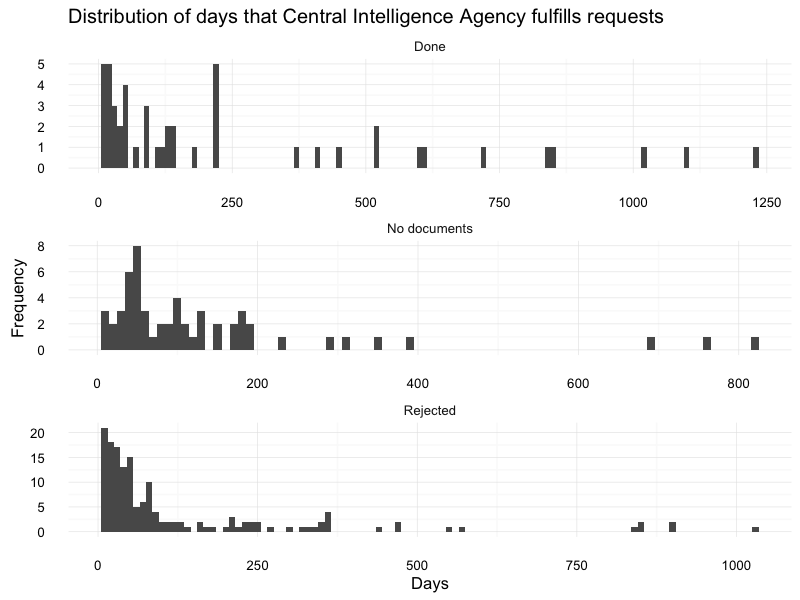 Distribution of days that Central Intelligence Agency fulfills requests
Done
5
4
3
2
1
0
0 250 500 750 1000 1250
No documents
8
6
4
2
0
0 200 400 600 800
Frequency
Rejected
20
15
10
5
0
0 250 500 750 1000
Days